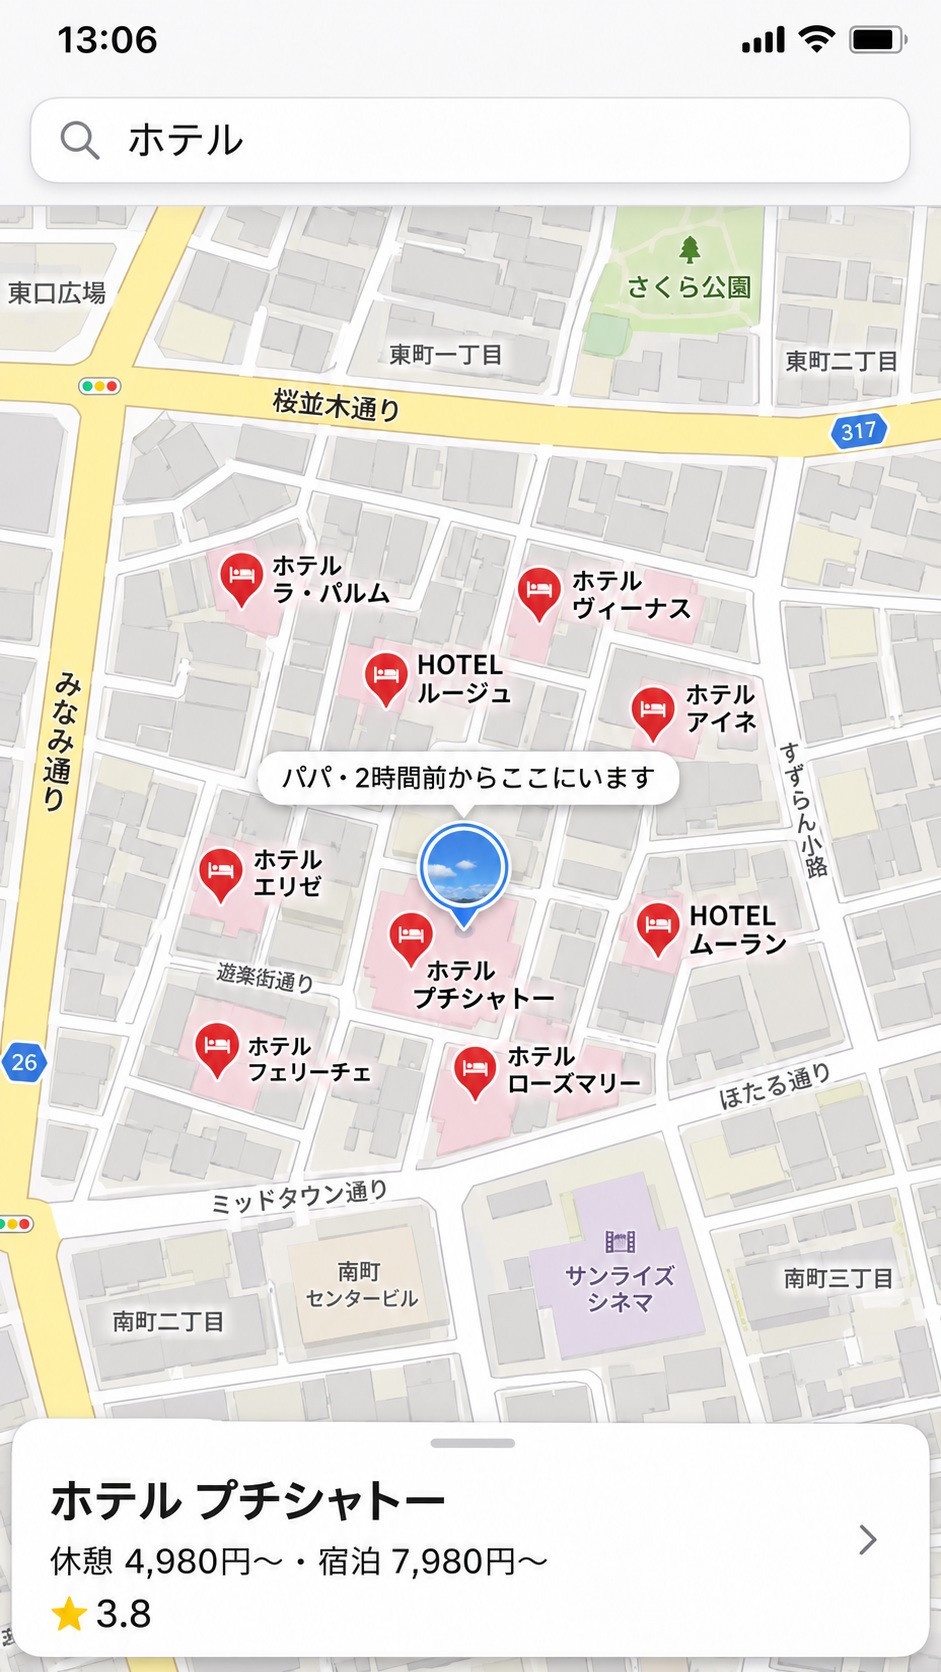 13:06
ホテル
東口広場
さくら公園
東町一丁目
東町二丁目
桜並木通り
317
ホテル
ラ・パルム
ホテル
ヴィーナス
HOTEL
ルージュ
ホテル
アイネ
みなみ通り
すずらん小路
パパ・2時間前からここにいます
ホテル
エリゼ
HOTEL
ムーラン
ホテル
プチシャトー
遊楽街通り
ホテル
フェリーチェ
ホテル
ローズマリー
26
ほたる通り
ミッドタウン通り
南町
センタービル
サンライズ
シネマ
南町二丁目
南町三丁目
ホテル プチシャトー
休憩 4,980円〜・宿泊 7,980円〜
3.8